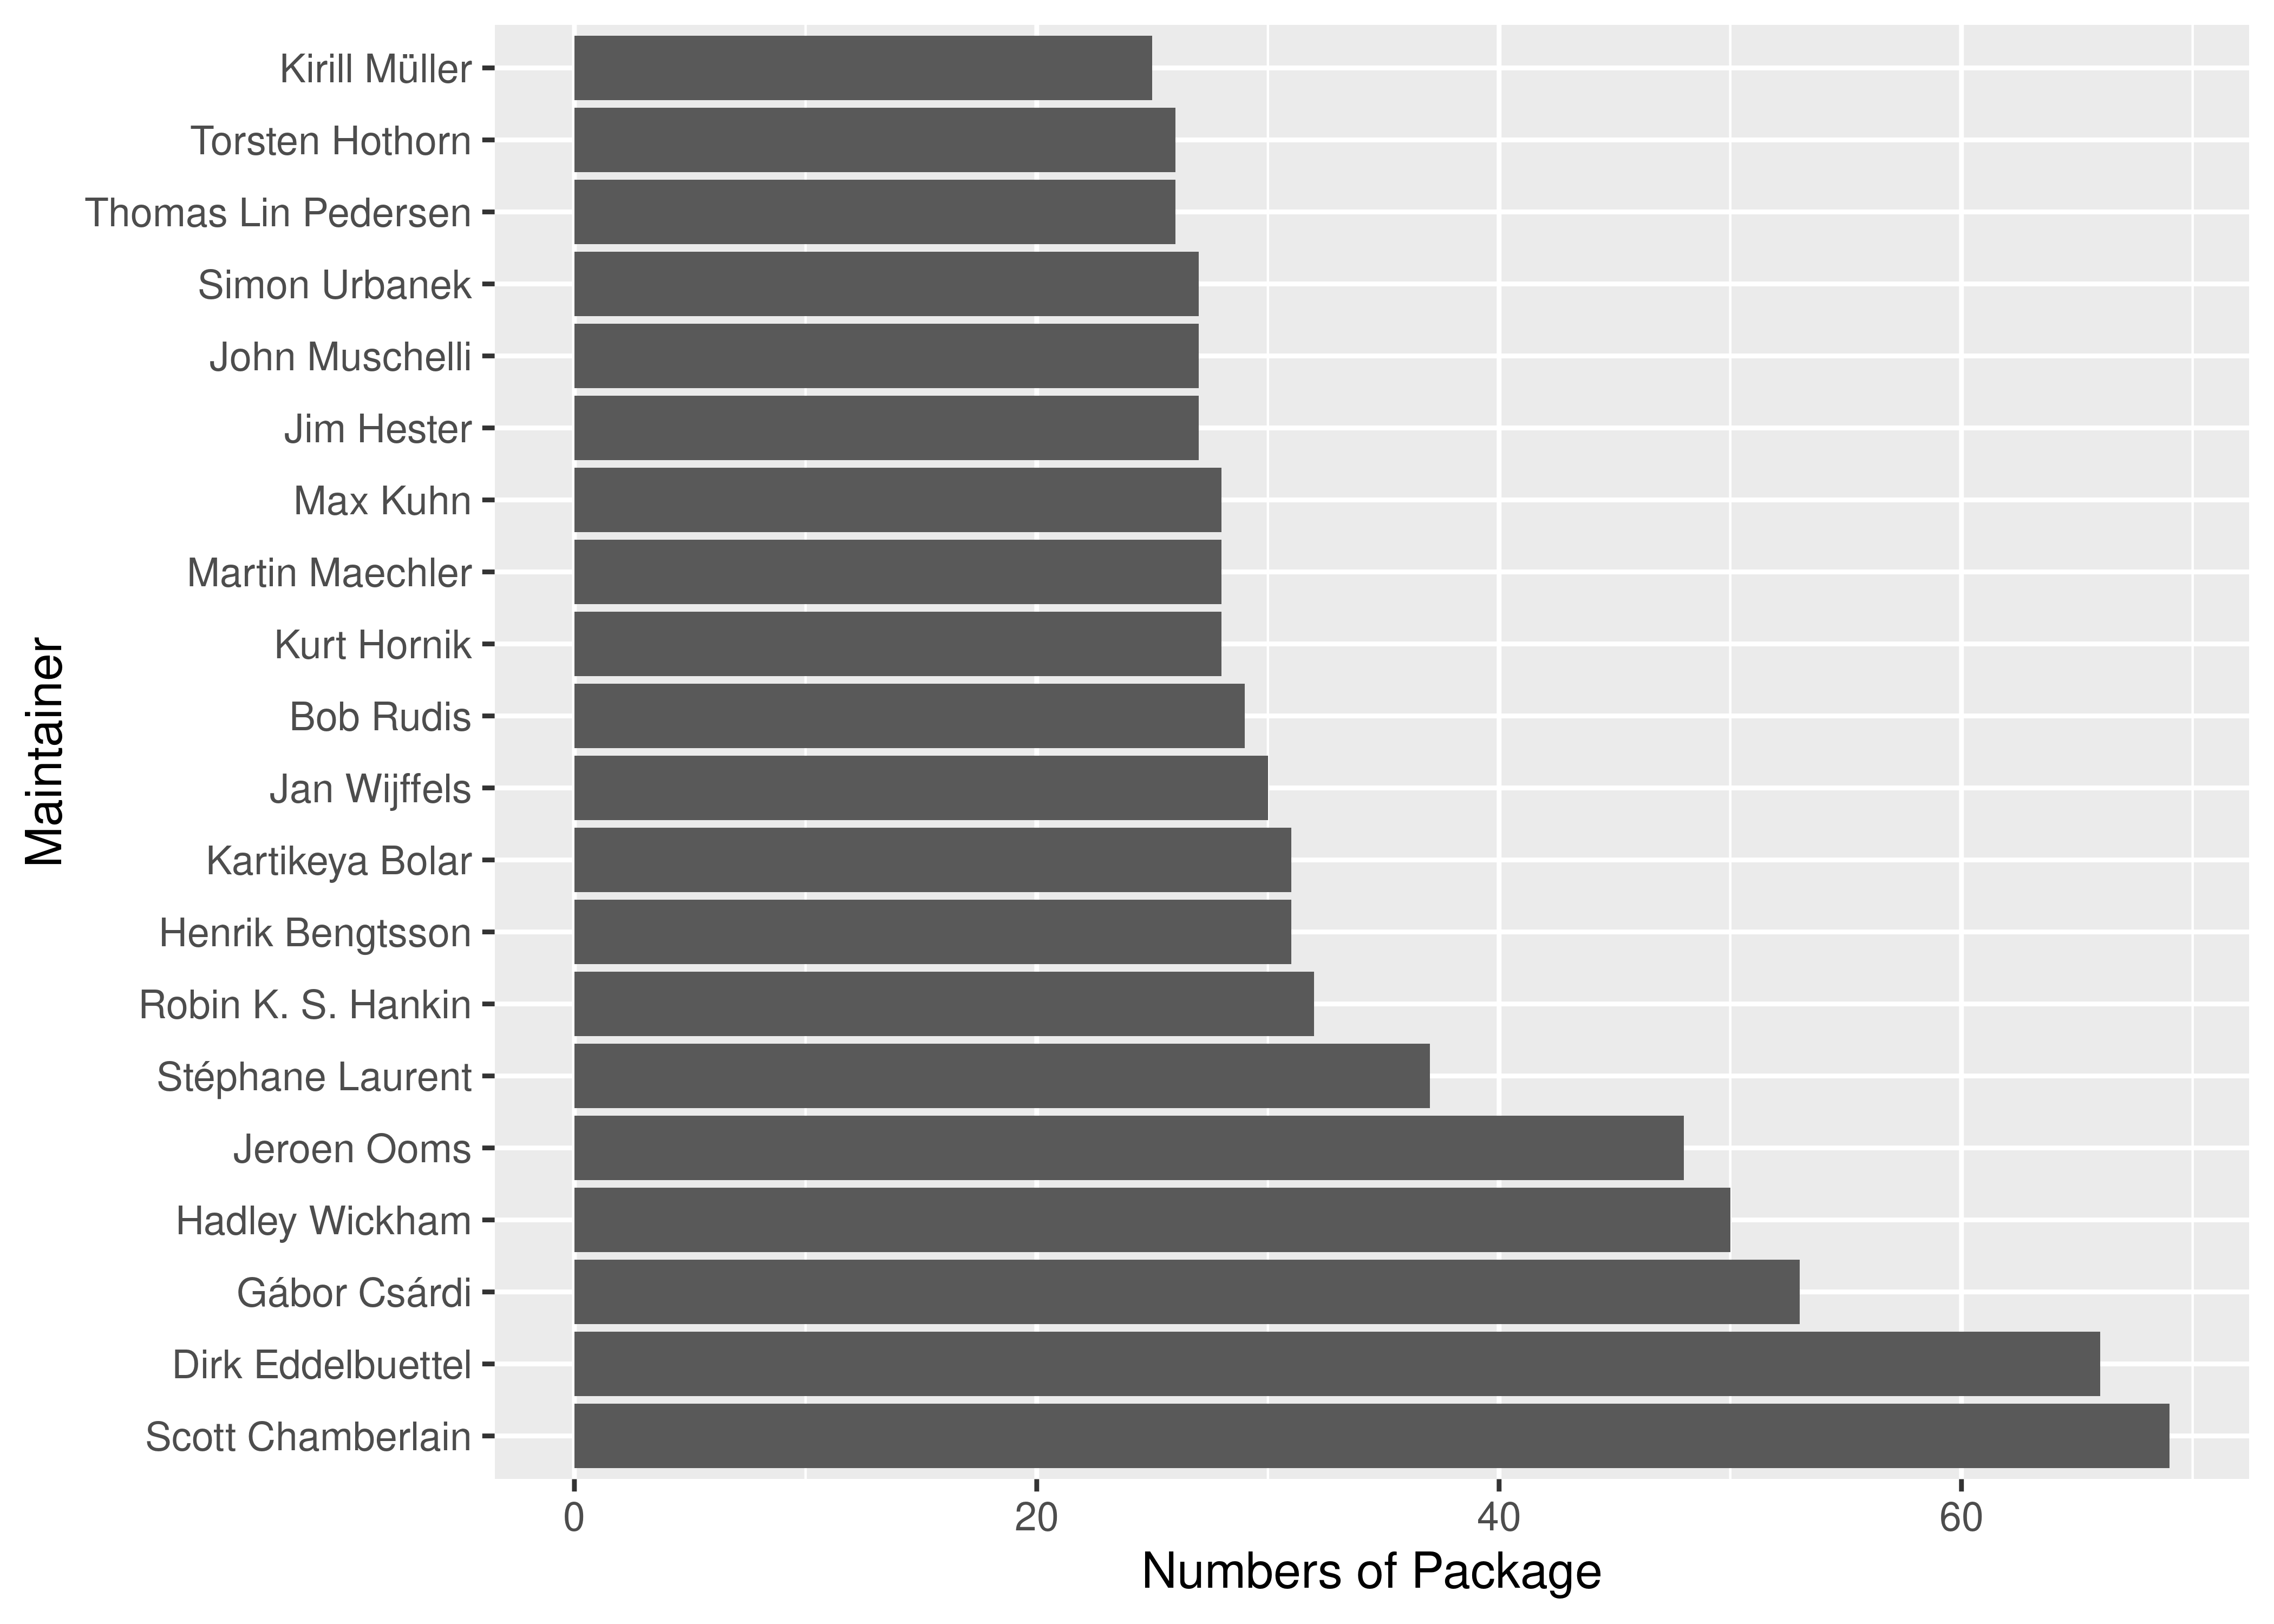 Kirill Müller
Torsten Hothorn
Thomas Lin Pedersen
Simon Urbanek
John Muschelli
Jim Hester
Max Kuhn
Martin Maechler
Kurt Hornik
Bob Rudis
Jan Wijffels
Kartikeya Bolar
Henrik Bengtsson
Robin K. S. Hankin
Stéphane Laurent
Jeroen Ooms
Hadley Wickham
Gábor Csárdi
Dirk Eddelbuettel
Scott Chamberlain
Maintainer
0 20 40 60
Numbers of Package